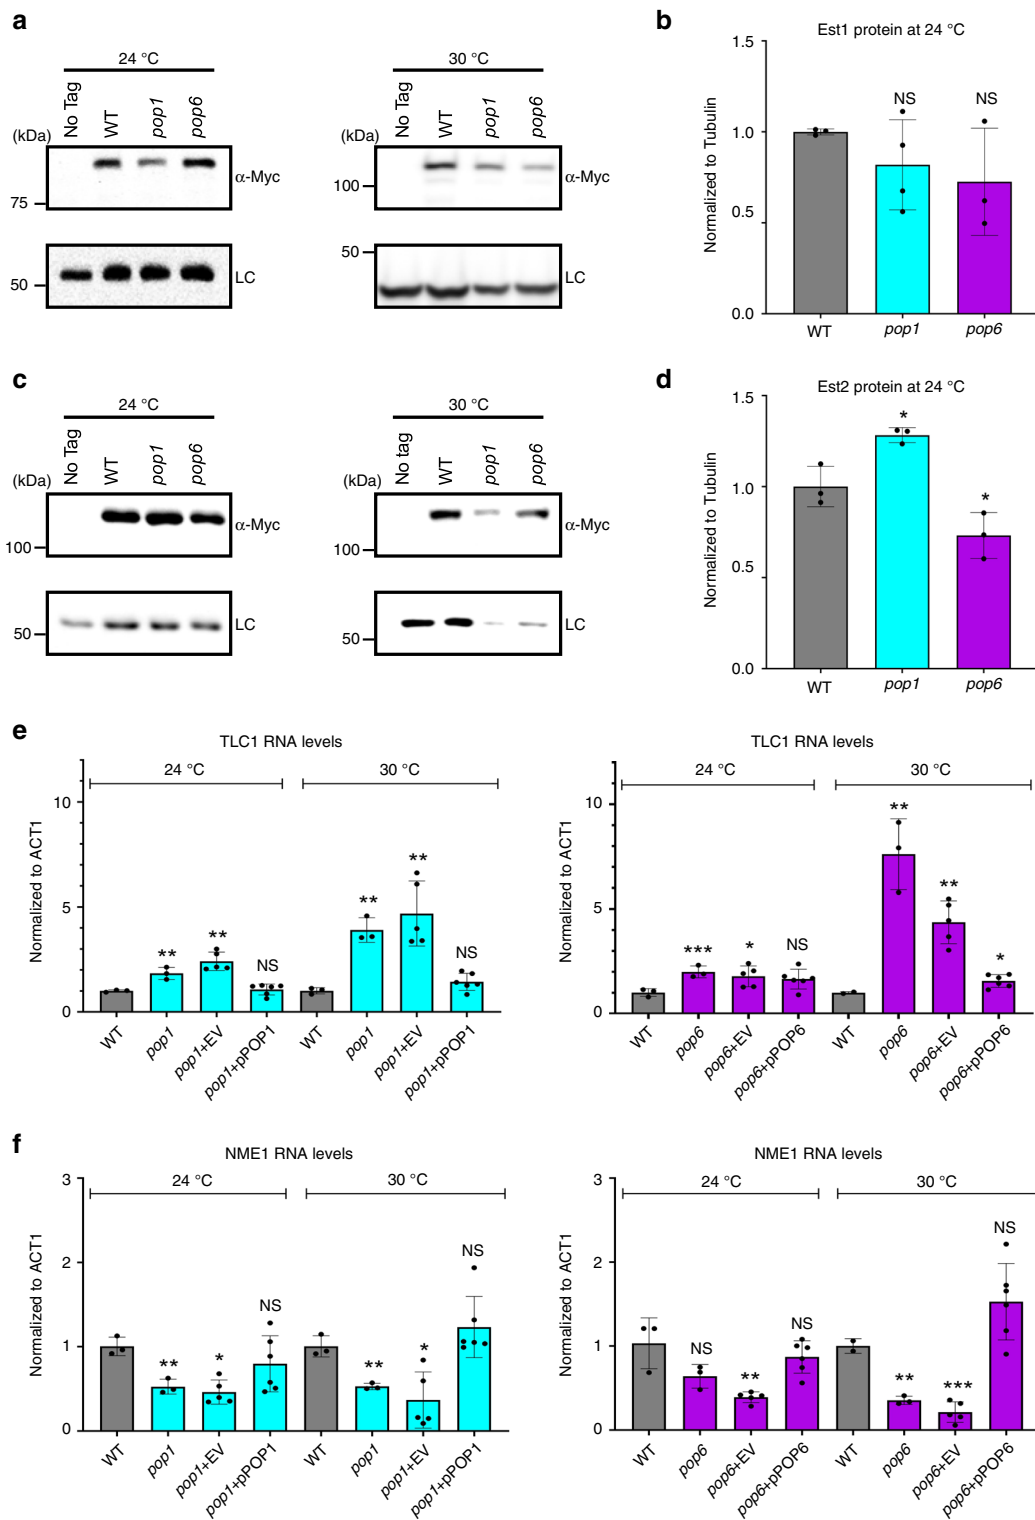 a
24 °C
No Tag WT pop1 pop6
(kDa)
α-Myc
75
LC
50
30 °C
No Tag WT pop1 pop6
(kDa)
α-Myc
100
50
LC
b
Est1 protein at 24 °C
Normalized to Tubulin
1.5
1.0
0.5
0.0
NS NS
WT pop1 pop6
c
24 °C
No Tag WT pop1 pop6
(kDa)
α-Myc
100
LC
50
30 °C
No tag WT pop1 pop6
(kDa)
α-Myc
100
LC
50
d
Est2 protein at 24 °C
Normalized to Tubulin
1.5
1.0
0.5
0.0
* *
WT pop1 pop6
e
TLC1 RNA levels
24 °C 30 °C
Normalized to ACT1
10
5
0
** ** NS ** ** NS
WT pop1 pop1+EV pop1+pPOP1 WT pop1 pop1+EV pop1+pPOP1
TLC1 RNA levels
24 °C 30 °C
Normalized to ACT1
10
5
0
*** * NS ** ** *
WT pop6 pop6+EV pop6+pPOP6 WT pop6 pop6+EV pop6+pPOP6
f
NME1 RNA levels
24 °C 30 °C
Normalized to ACT1
3
2
1
0
** * NS ** * NS
WT pop1 pop1+EV pop1+pPOP1 WT pop1 pop1+EV pop1+pPOP1
NME1 RNA levels
24 °C 30 °C
Normalized to ACT1
3
2
1
0
NS ** NS ** *** NS
WT pop6 pop6+EV pop6+pPOP6 WT pop6 pop6+EV pop6+pPOP6